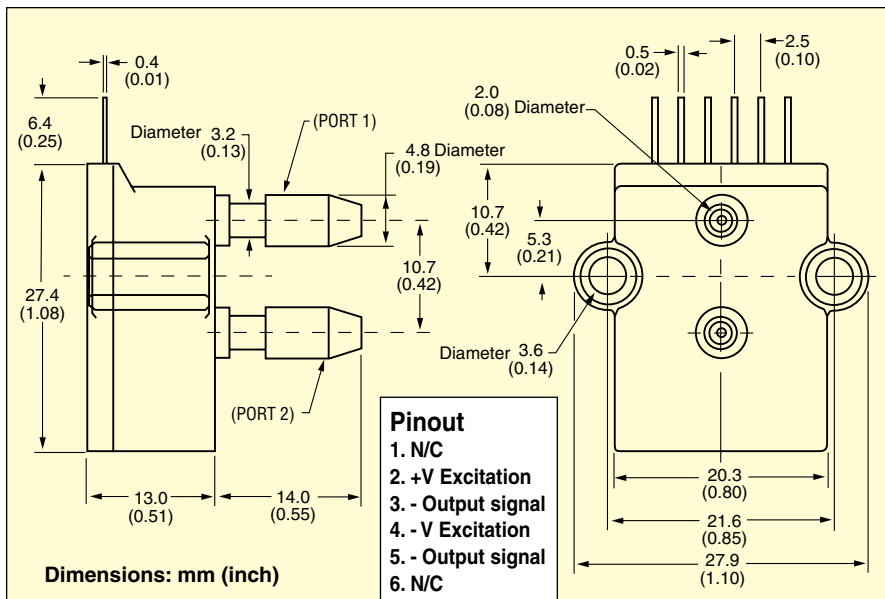 0.4
(0.01)
6.4
(0.25)
Diameter 3.2
(0.13)
(PORT 1)
4.8 Diameter
(0.19)
10.7
(0.42)
27.4
(1.08)
(PORT 2)
13.0
(0.51)
14.0
(0.55)
Dimensions: mm (inch)
Pinout
1. N/C
2. +V Excitation
3. - Output signal
4. - V Excitation
5. - Output signal
6. N/C
0.5
(0.02)
2.5
(0.10)
2.0
(0.08) Diameter
10.7
(0.42)
5.3
(0.21)
Diameter 3.6
(0.14)
20.3
(0.80)
21.6
(0.85)
27.9
(1.10)